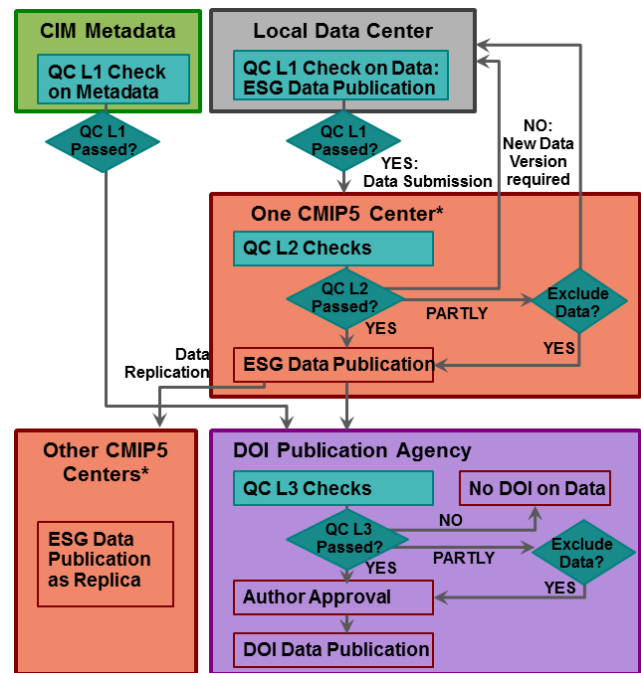 CIM Metadata
QC L1 Check
on Metadata
QC L1
Passed?
Local Data Center
QC L1 Check on Data:
ESG Data Publication
QC L1
Passed?
YES:
Data Submission
NO:
New Data
Version
required
One CMIP5 Center*
QC L2 Checks
QC L2
Passed?
PARTLY
Exclude
Data?
YES
YES
ESG Data Publication
Data
Replication
Other CMIP5
Centers*
ESG Data
Publication
as Replica
DOI Publication Agency
QC L3 Checks
No DOI on Data
QC L3
Passed?
NO
PARTLY
Exclude
Data?
YES
YES
Author Approval
DOI Data Publication